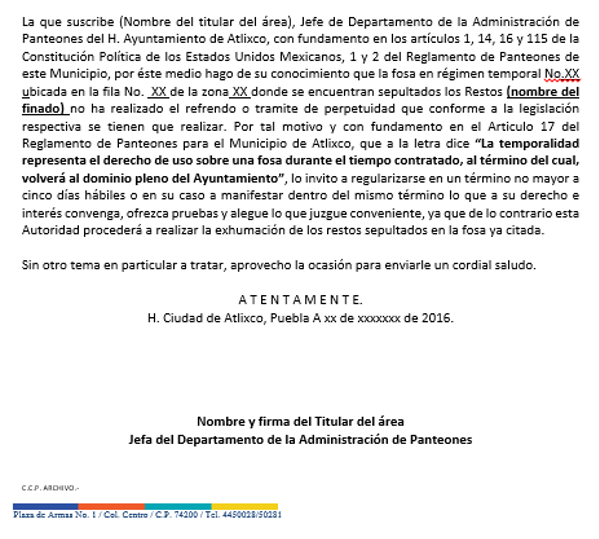 La que suscribe (Nombre del titular del área), Jefe de Departamento de la Administración de
Panteones del H. Ayuntamiento de Atlixco, con fundamento en los artículos 1, 14, 16 y 115 de la
Constitución Política de los Estados Unidos Mexicanos, 1 y 2 del Reglamento de Panteones de
este Municipio, por éste medio hago de su conocimiento que la fosa en régimen temporal No.XX
ubicada en la fila No. _XX de la zona XX donde se encuentran sepultados los Restos (nombre del
finado) no ha realizado el refrendo o tramite de perpetuidad que conforme a la legislación
respectiva se tienen que realizar. Por tal motivo y con fundamento en el Articulo 17 del
Reglamento de Panteones para el Municipio de Atlixco, que a la letra dice “La temporalidad
representa el derecho de uso sobre una fosa durante el tiempo contratado, al término del cual,
volverá al dominio pleno del Ayuntamiento”, lo invito a regularizarse en un término no mayor a
cinco días hábiles o en su caso a manifestar dentro del mismo término lo que a su derecho e
interés convenga, ofrezca pruebas y alegue lo que juzgue conveniente, ya que de lo contrario esta
Autoridad procederá a realizar la exhumación de los restos sepultados en la fosa ya citada.
Sin otro tema en particular a tratar, aprovecho la ocasión para enviarle un cordial saludo.
A T E N T A M E N T E.
H. Ciudad de Atlixco, Puebla A xx de xxxxxxx de 2016.
Nombre y firma del Titular del área
Jefa del Departamento de la Administración de Panteones
C.C.P. ARCHIVO.-
Plaza de Armas No. 1 / Col. Centro / C.P. 74200 / Tel. 4450028/50281